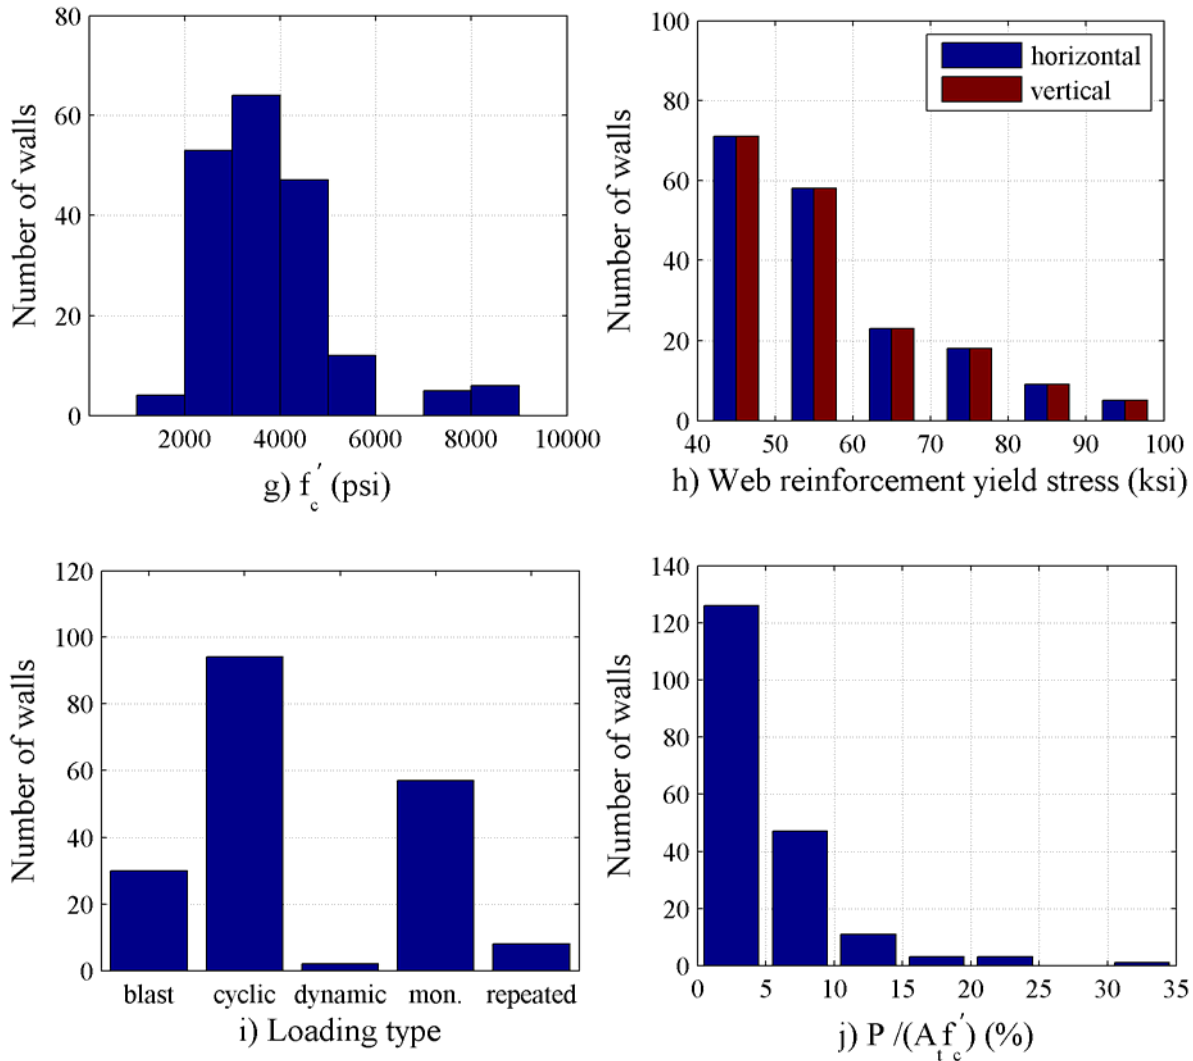 80
60
40
20
0
Number of walls
2000 4000 6000 8000 10000
g) f'c (psi)
100
80
60
40
20
0
Number of walls
horizontal
vertical
40 50 60 70 80 90 100
h) Web reinforcement yield stress (ksi)
120
100
80
60
40
20
0
Number of walls
blast cyclic dynamic mon. repeated
i) Loading type
140
120
100
80
60
40
20
0
Number of walls
0 5 10 15 20 25 30 35
j) P /(Atf'c) (%)